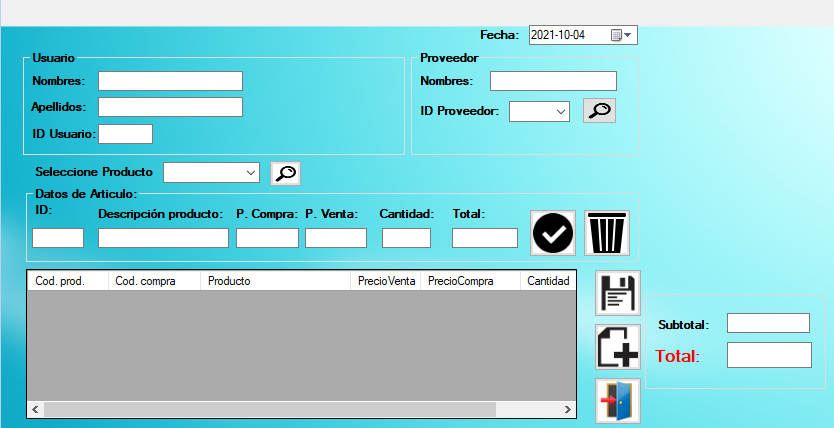 Fecha: 2021-10-04
Usuario
Nombres:
Apellidos:
ID Usuario:
Proveedor
Nombres:
ID Proveedor:
Seleccione Producto
Datos de Articulo:
ID: Descripción producto: P. Compra: P. Venta: Cantidad: Total:
Cod. prod. Cod. compra Producto PrecioVenta PrecioCompra Cantidad
Subtotal:
Total: